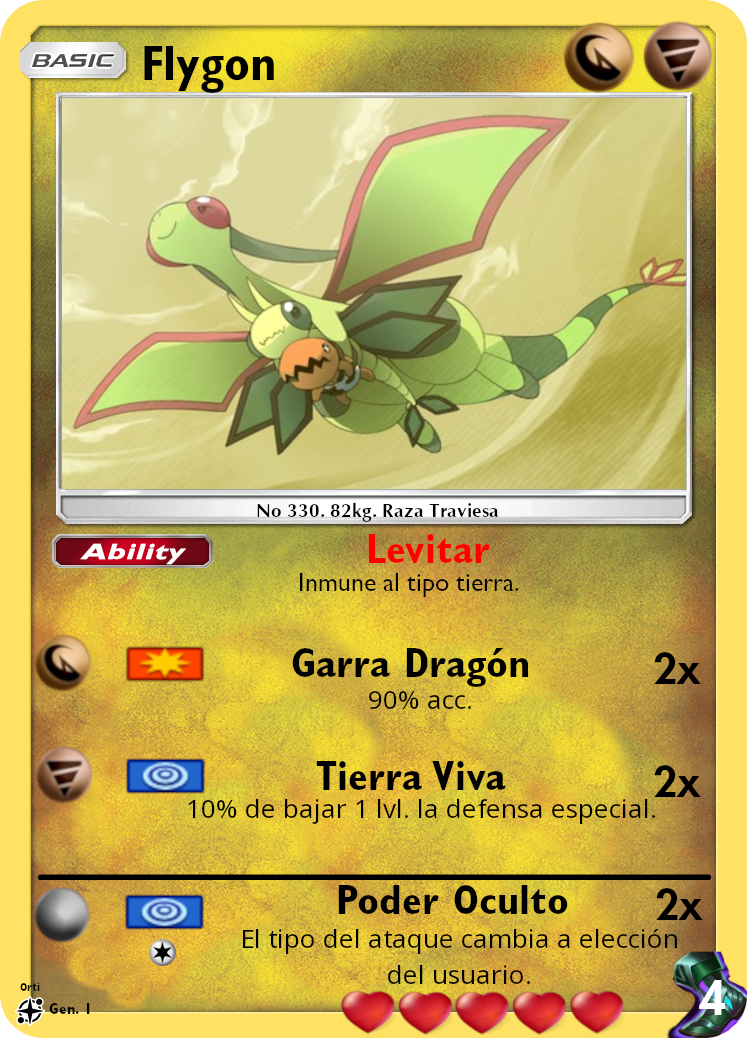 BASIC Flygon
No 330. 82kg. Raza Traviesa
Ability Levitar
Inmune al tipo tierra.
Garra Dragón 2x
90% acc.
Tierra Viva 2x
10% de bajar 1 lvl. la defensa especial.
Poder Oculto 2x
El tipo del ataque cambia a elección
del usuario.
Orti
Gen. 1
4